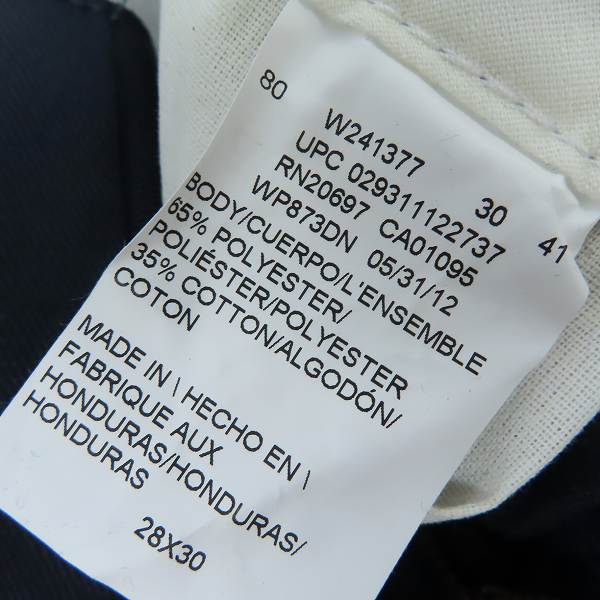 80 W241377 30 41
UPC 029311122737
RN20697 CA01095
WP873DN 05/31/12
BODY/CUERPO/L'ENSEMBLE
65% POLYESTER/
POLIÉSTER/POLYESTER
35% COTTON/ALGODÓN/
COTON
MADE IN \ HECHO EN \
FABRIQUE AUX
HONDURAS/HONDURAS/
HONDURAS
28X30